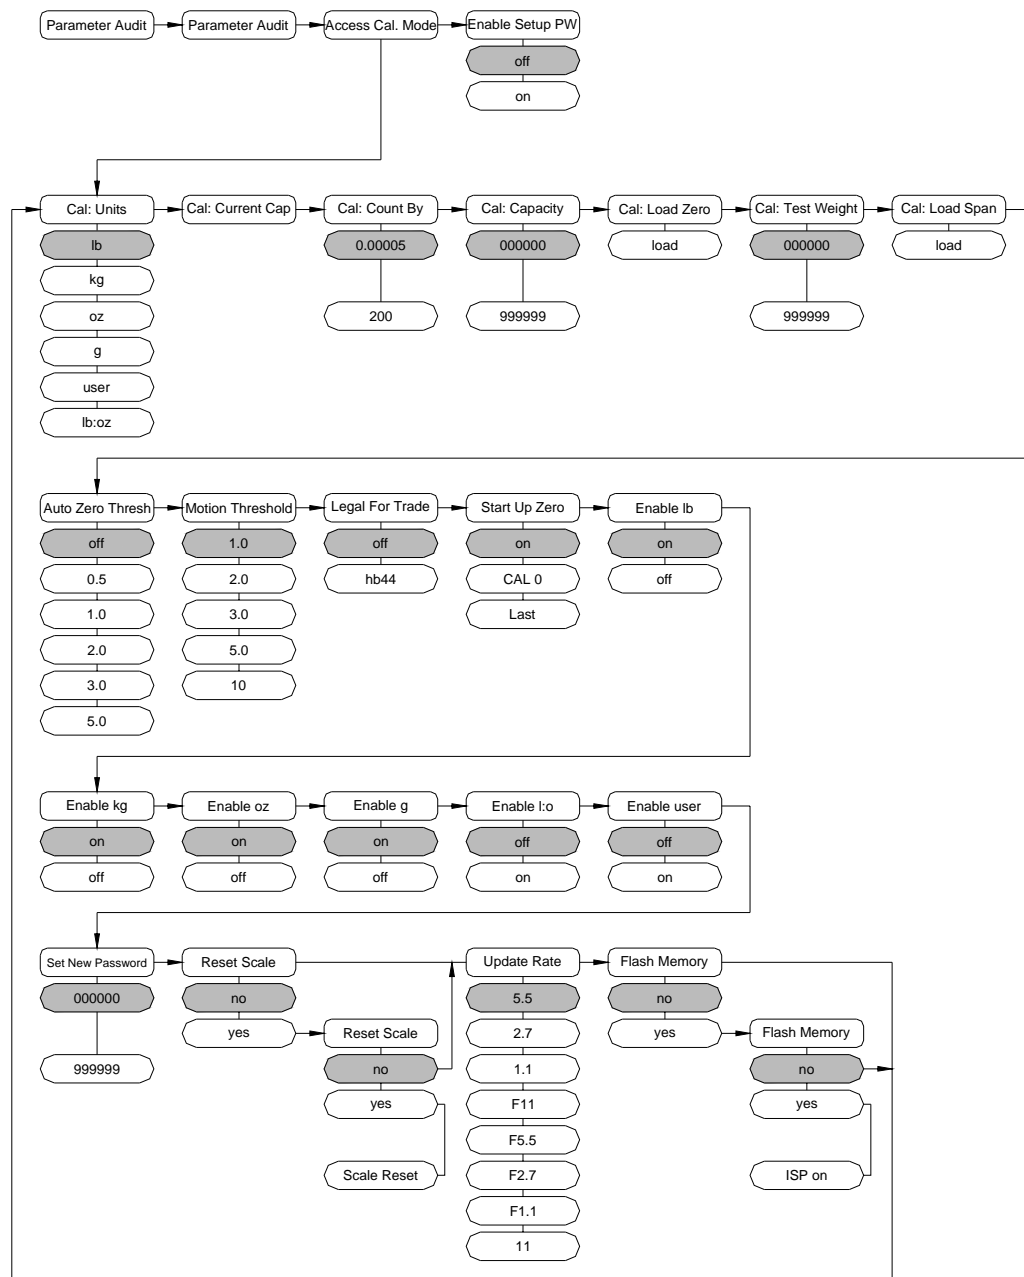 Parameter Audit
Parameter Audit
Access Cal. Mode
Enable Setup PW
off
on
Cal: Units
lb
kg
oz
g
user
lb:oz
Cal: Current Cap
Cal: Count By
0.00005
200
Cal: Capacity
000000
999999
Cal: Load Zero
load
Cal: Test Weight
000000
999999
Cal: Load Span
load
Auto Zero Thresh
off
0.5
1.0
2.0
3.0
5.0
Motion Threshold
1.0
2.0
3.0
5.0
10
Legal For Trade
off
hb44
Start Up Zero
on
CAL 0
Last
Enable lb
on
off
Enable kg
on
off
Enable oz
on
off
Enable g
on
off
Enable l:o
off
on
Enable user
off
on
Set New Password
000000
999999
Reset Scale
no
yes
Reset Scale
no
yes
Scale Reset
Update Rate
5.5
2.7
1.1
F11
F5.5
F2.7
F1.1
11
Flash Memory
no
yes
Flash Memory
no
yes
ISP on